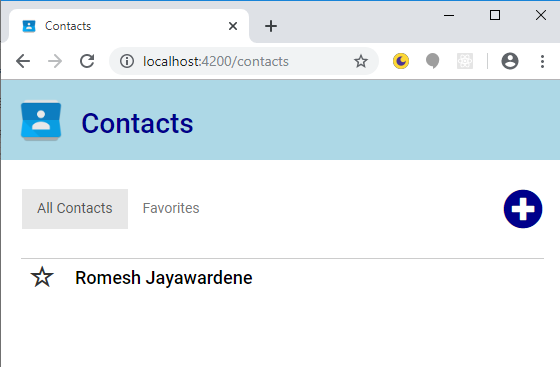 Contacts
localhost:4200/contacts
Contacts
All Contacts Favorites
Romesh Jayawardene